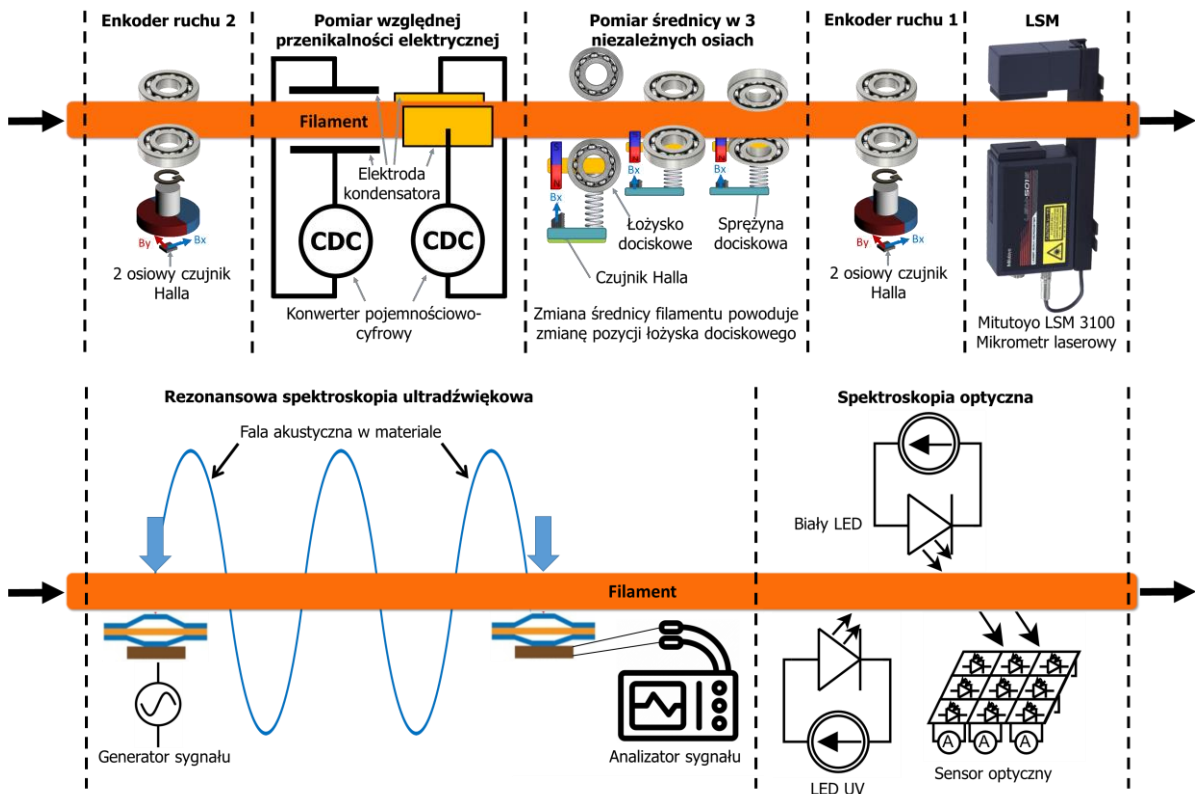 Enkoder ruchu 2
Pomiar względnej
przenikalności elektrycznej
Pomiar średnicy w 3
niezależnych osiach
Enkoder ruchu 1
LSM
Filament
Elektroda
kondensatora
CDC
CDC
Konwerter pojemnościowo-
cyfrowy
By
Bx
2 osiowy czujnik
Halla
S
N
Bx
Bx
Bx
Łożysko
dociskowe
Sprężyna
dociskowa
Czujnik Halla
Zmiana średnicy filamentu powoduje
zmianę pozycji łożyska dociskowego
By
Bx
2 osiowy czujnik
Halla
Mitutoyo LSM 3100
Mikrometr laserowy
Rezonansowa spektroskopia ultradźwiękowa
Spektroskopia optyczna
Fala akustyczna w materiale
Biały LED
Filament
Generator sygnału
Analizator sygnału
LED UV
A
A
A
Sensor optyczny